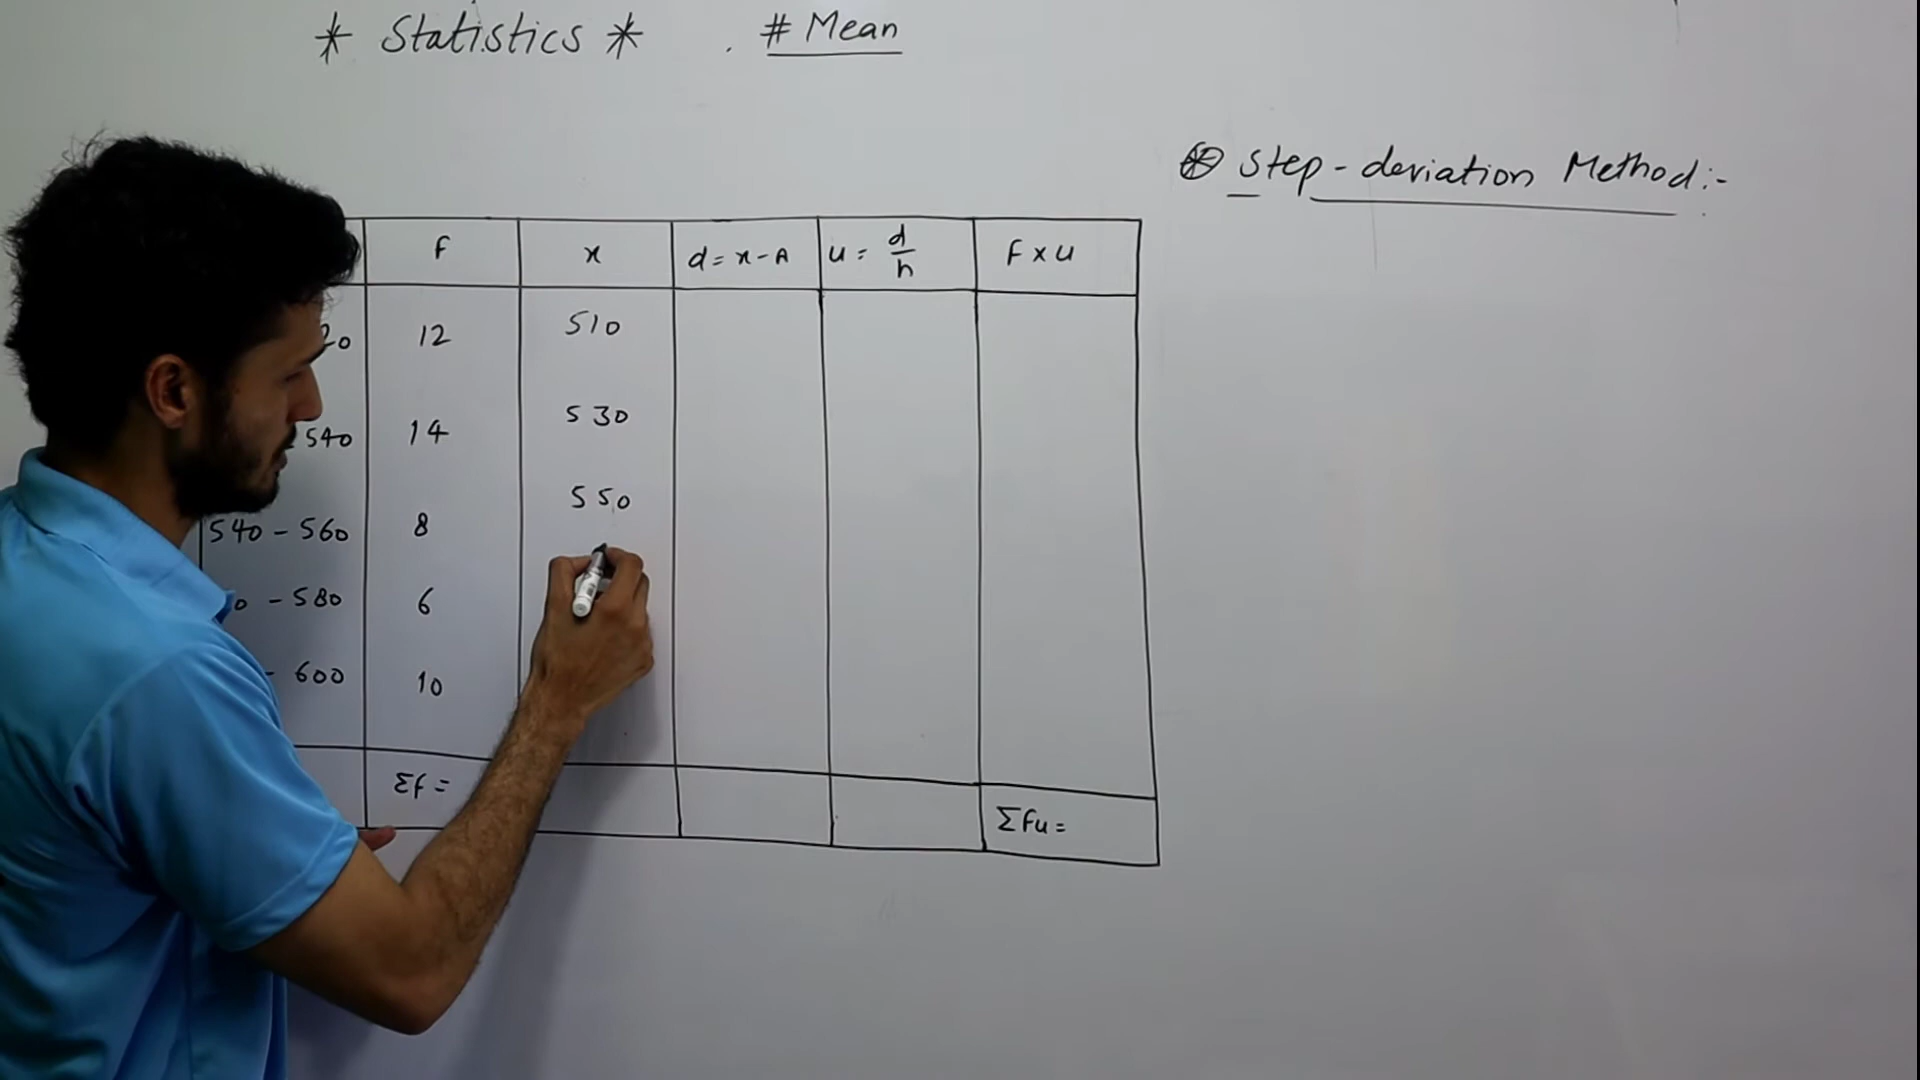 * Statistics * . # Mean
⊛ Step-deviation Method:-
f x d = x - A u = d/h f x u
20 12 510
540 14 530
540 - 560 8 550
0 - 580 6
- 600 10
Σf = Σfu =